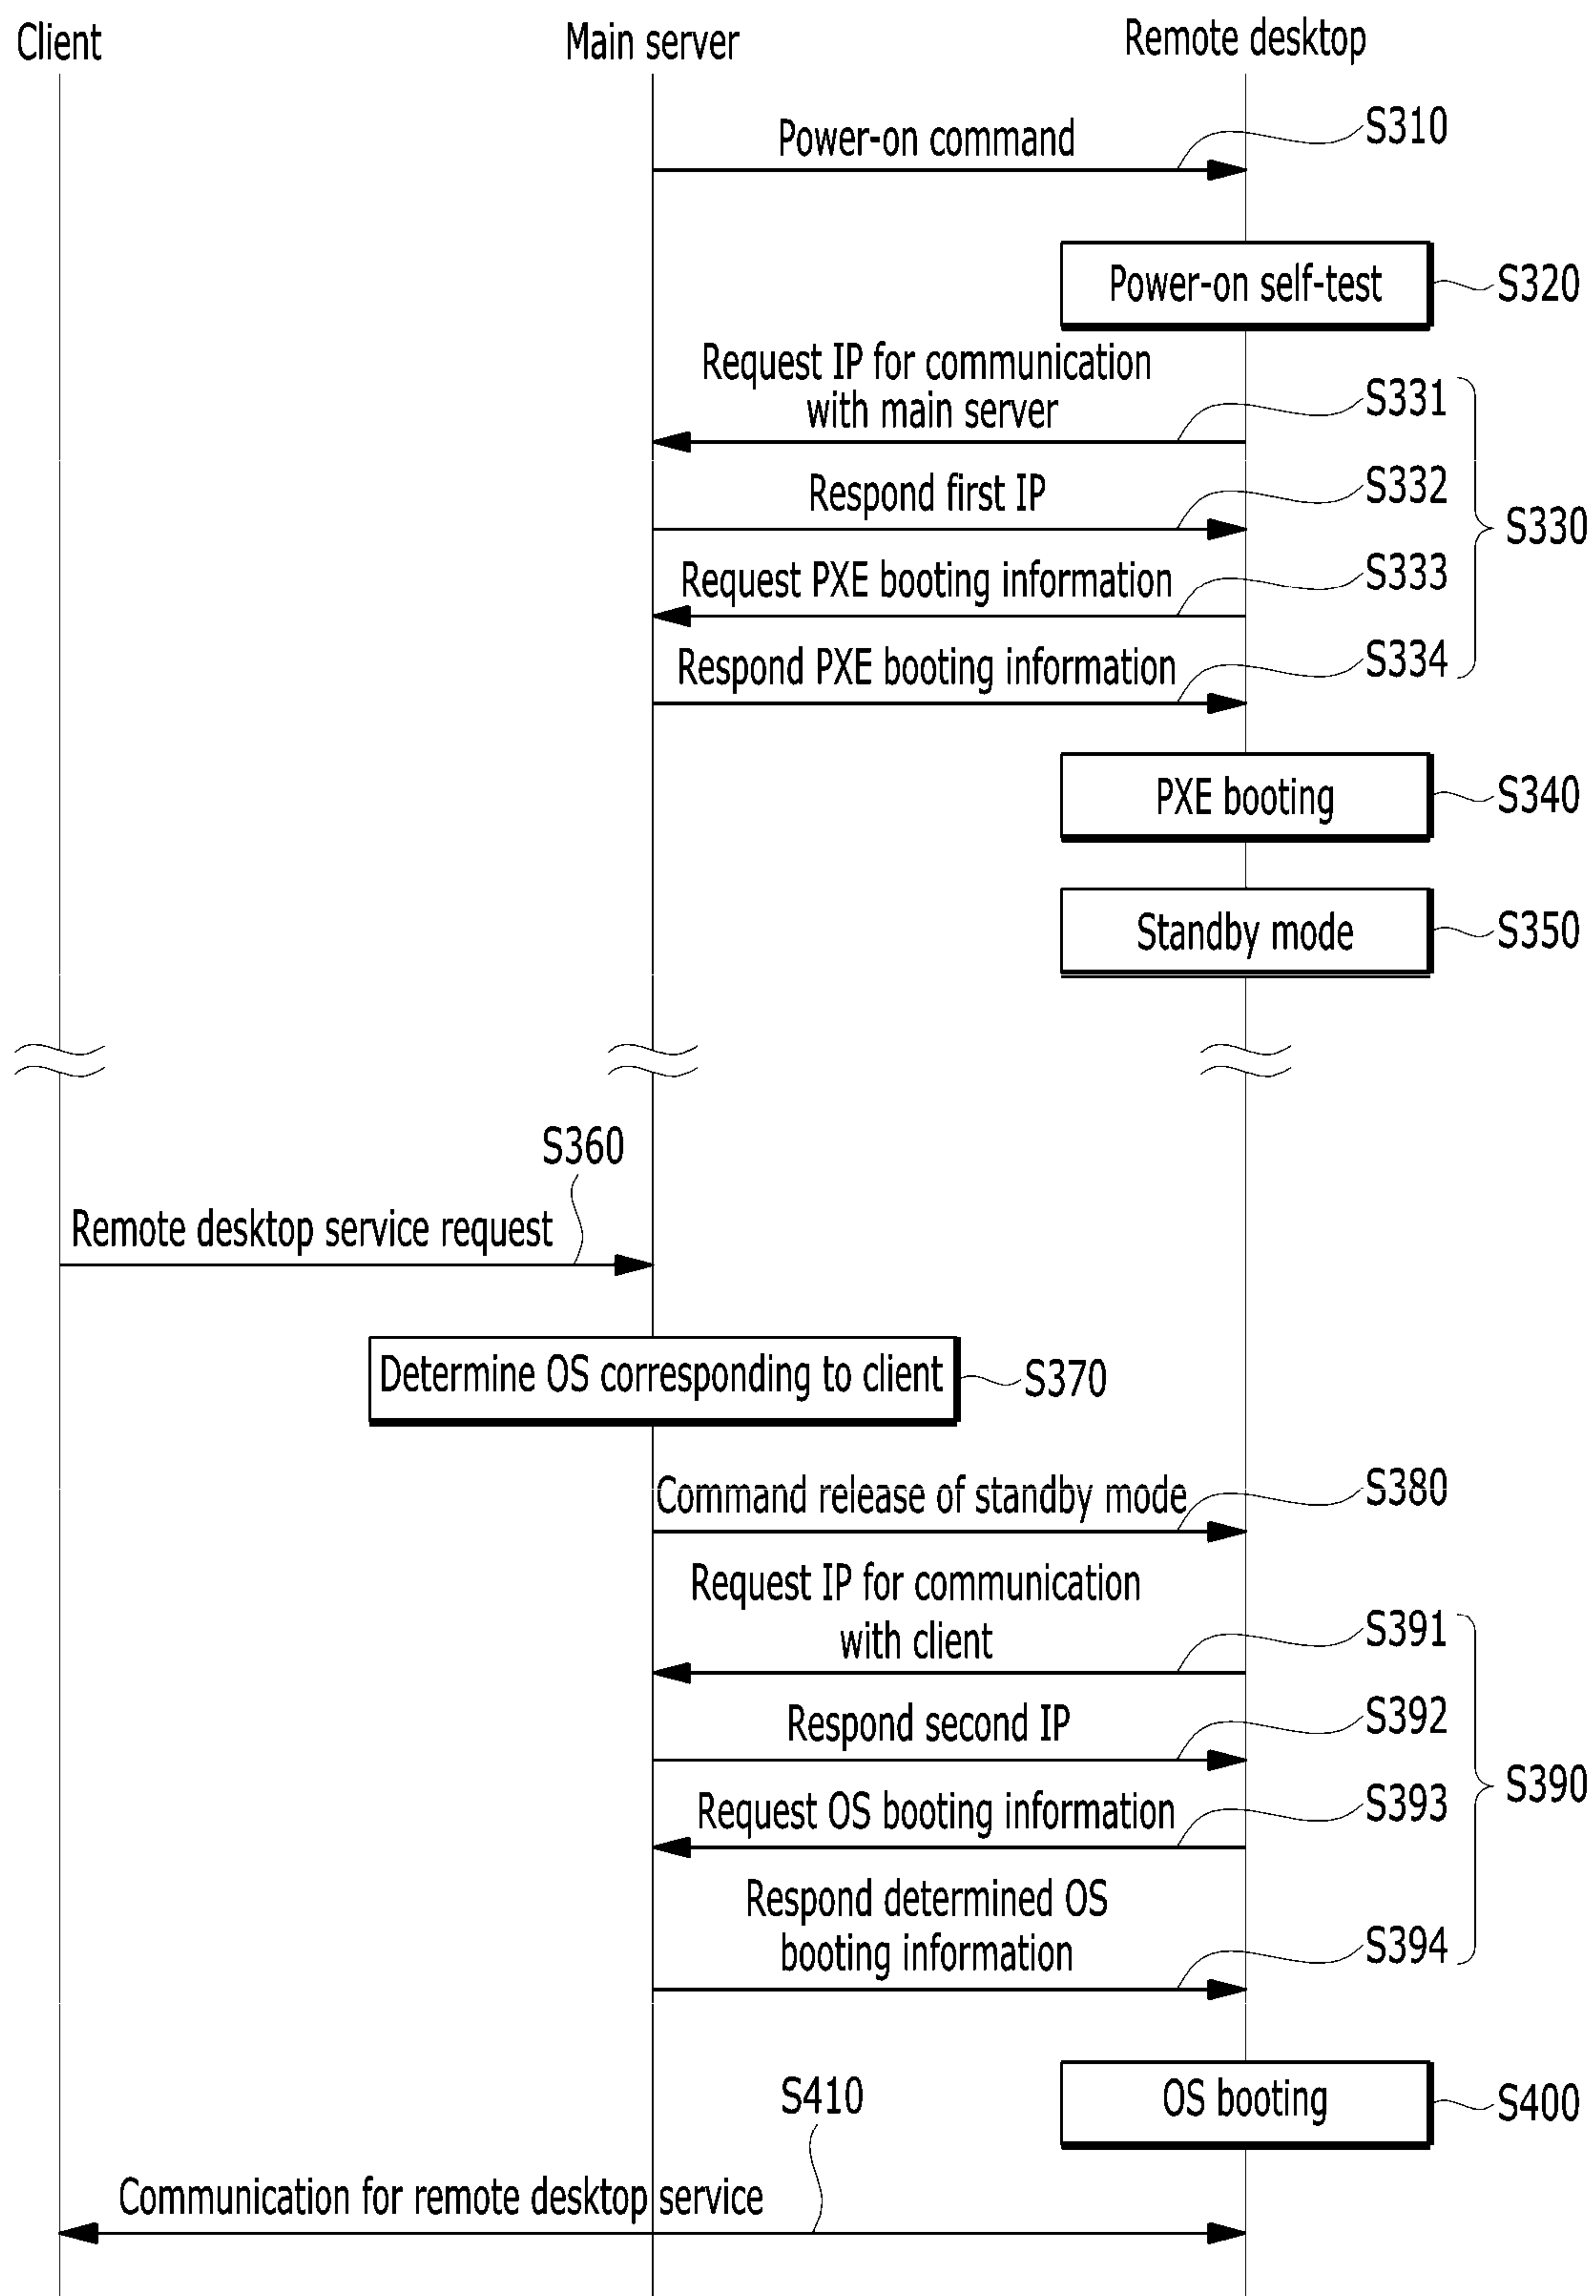 Client
Main server
Remote desktop
Power-on command
S310
Power-on self-test
S320
Request IP for communication
with main server
S331
Respond first IP
S332
S330
Request PXE booting information
S333
Respond PXE booting information
S334
PXE booting
S340
Standby mode
S350
S360
Remote desktop service request
Determine OS corresponding to client
S370
Command release of standby mode
S380
Request IP for communication
with client
S391
Respond second IP
S392
S390
Request OS booting information
S393
Respond determined OS
booting information
S394
OS booting
S400
S410
Communication for remote desktop service